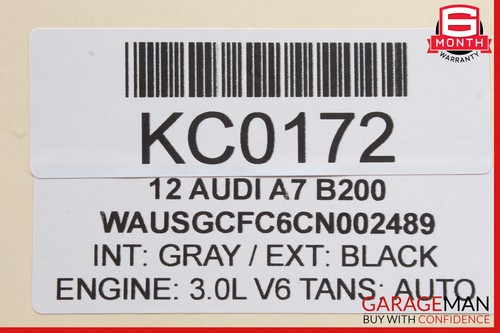 6
MONTH
WARRANTY
KC0172
12 AUDI A7 B200
WAUSGCFC6CN002489
INT: GRAY / EXT: BLACK
ENGINE: 3.0L V6 TANS: AUTO
GARAGEMAN
BUY WITH CONFIDENCE